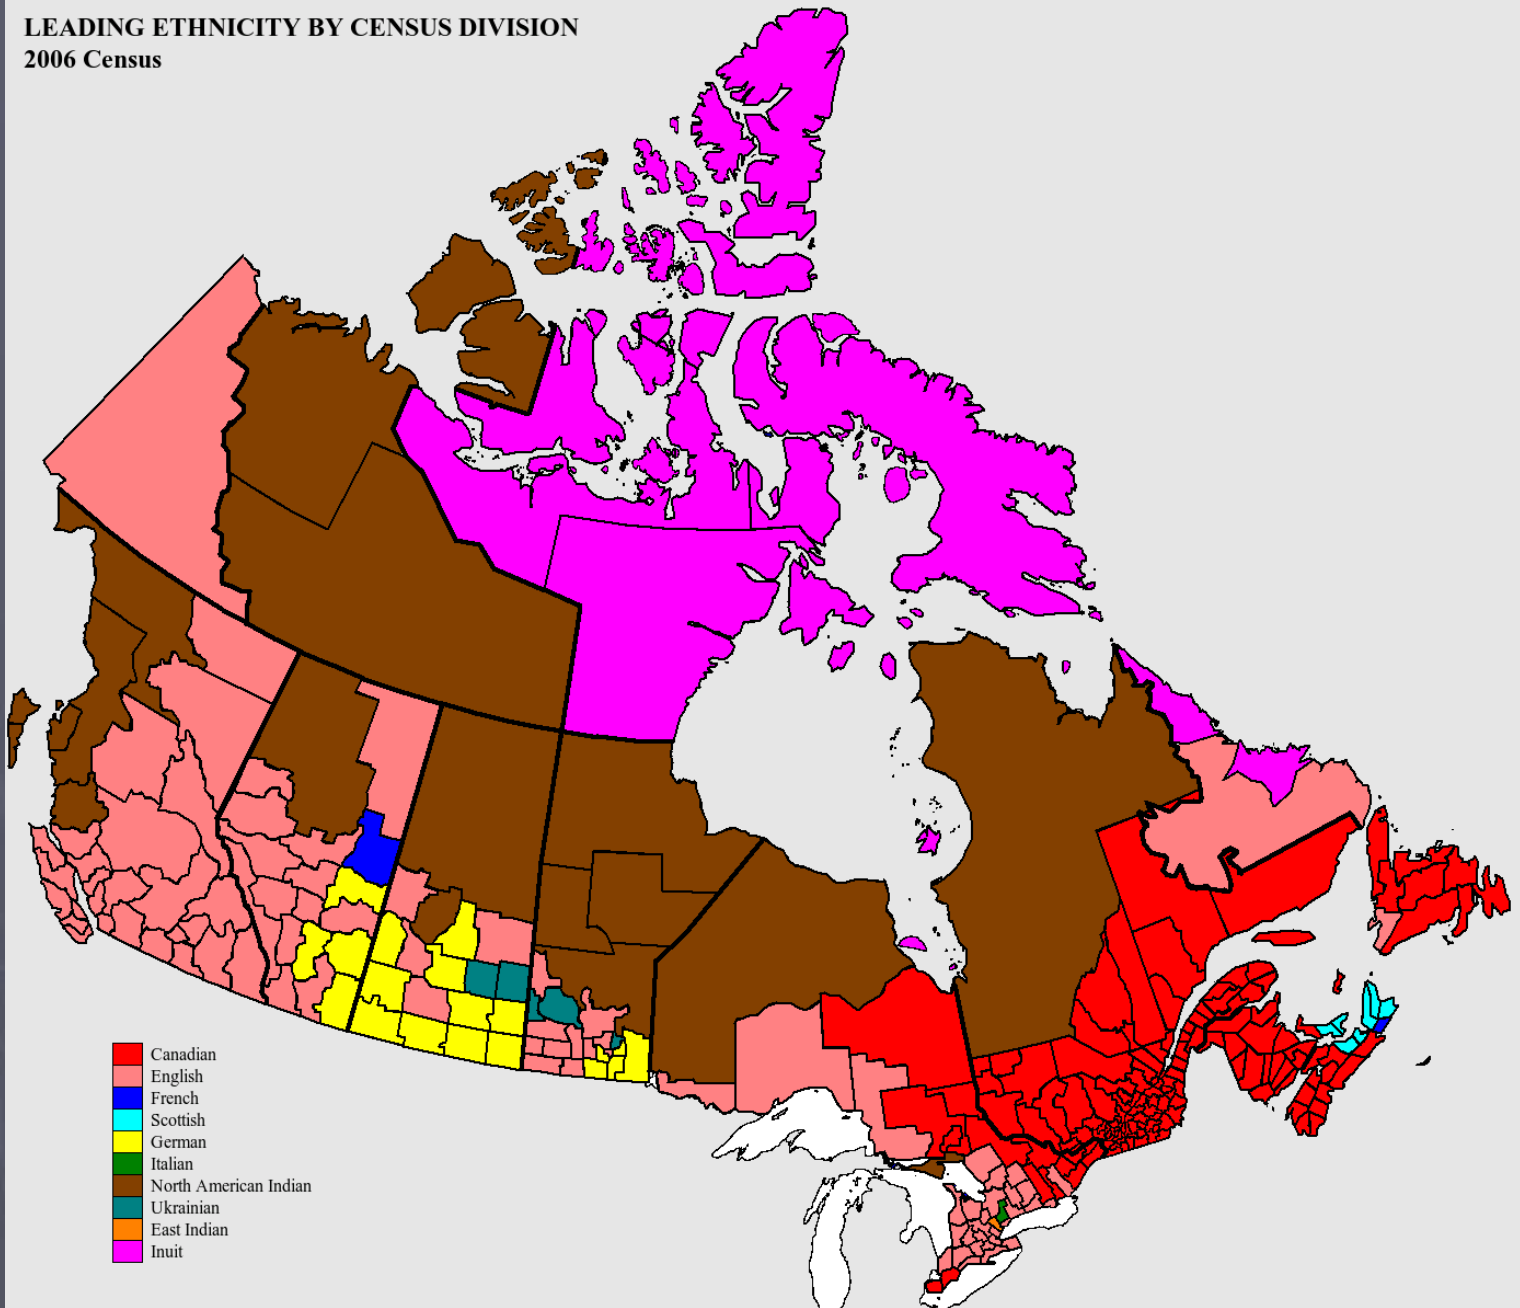 LEADING ETHNICITY BY CENSUS DIVISION
2006 Census
Canadian
English
French
Scottish
German
Italian
North American Indian
Ukrainian
East Indian
Inuit